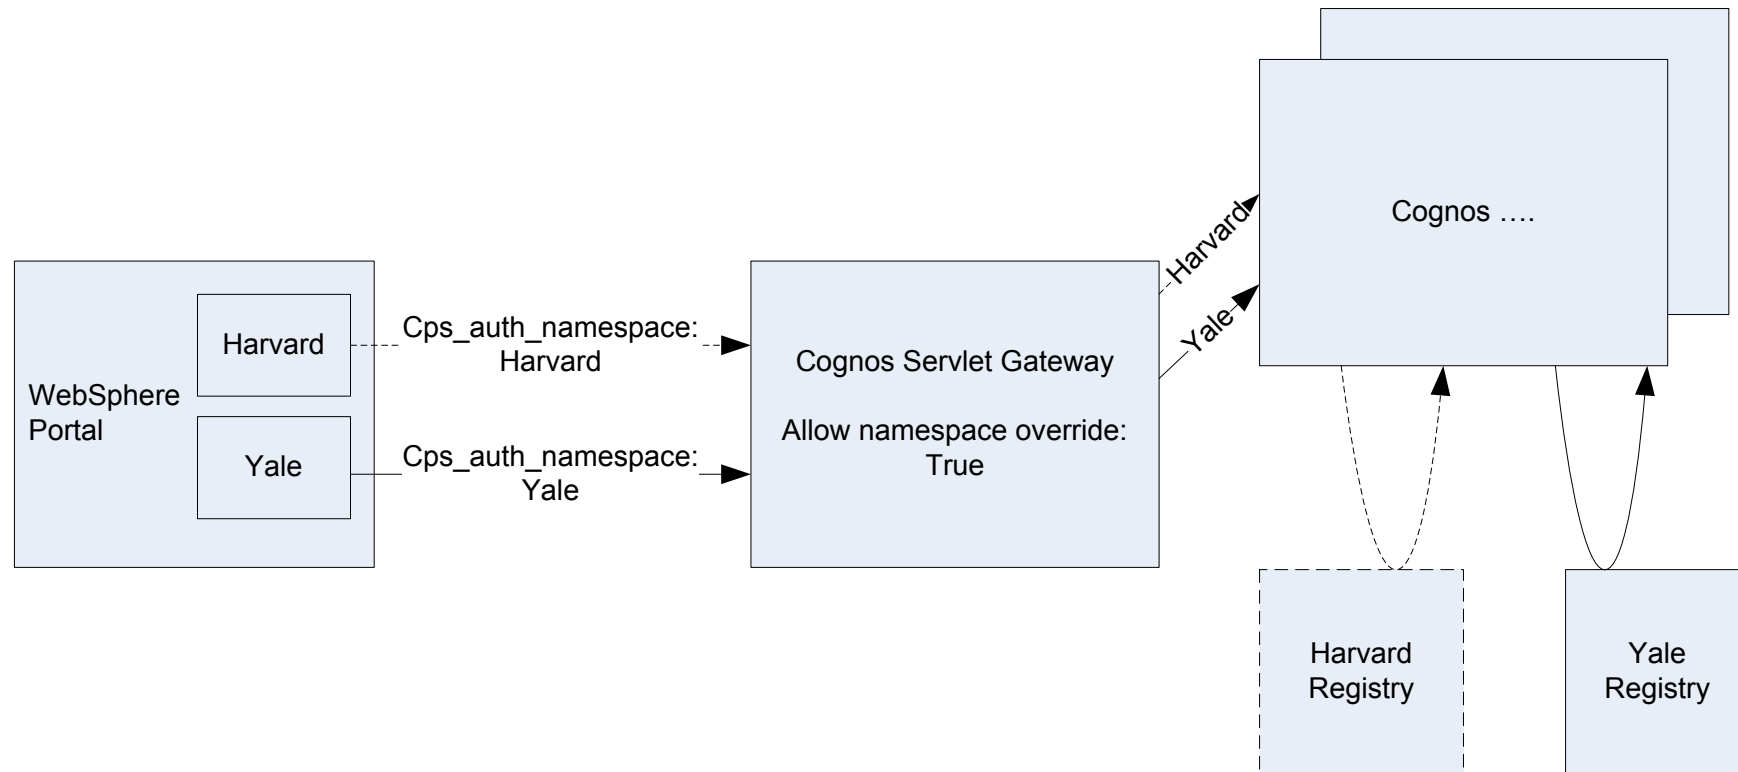 WebSphere
Portal
Harvard
Yale
Cps_auth_namespace:
Harvard
Cps_auth_namespace:
Yale
Cognos Servlet Gateway
Allow namespace override:
True
Harvard
Yale
Cognos ....
Harvard
Registry
Yale
Registry